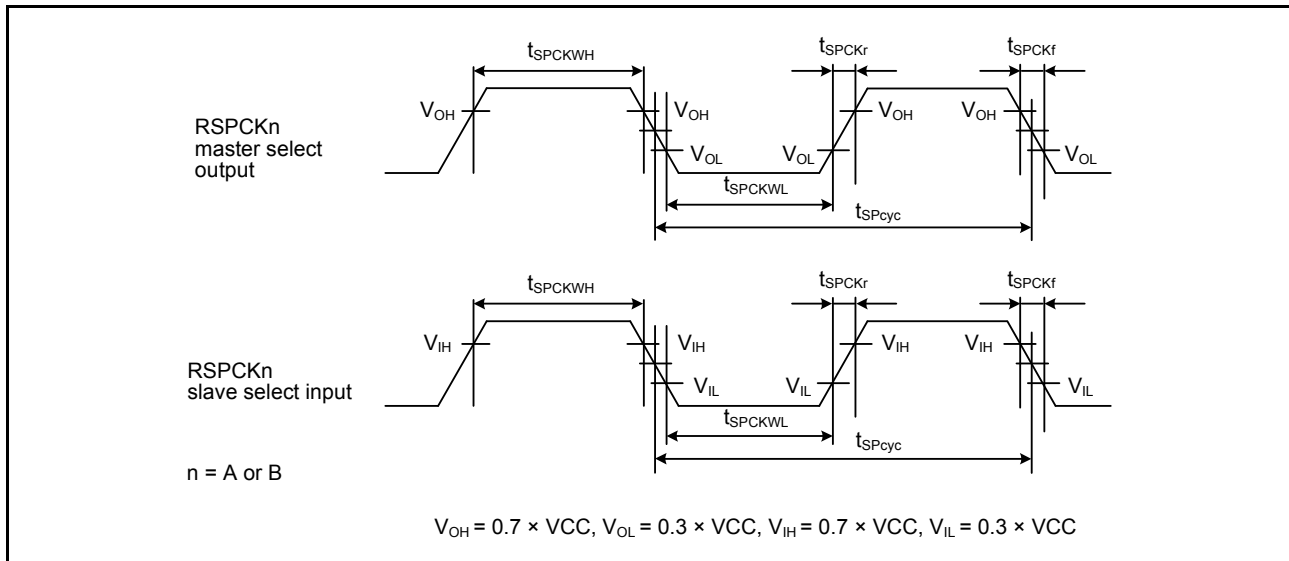 tSPCKWH
tSPCKr
tSPCKf
VOH
VOH
VOH
VOH
RSPCKn
master select
output
VOL
VOL
VOL
tSPCKWL
tSPcyc
tSPCKWH
tSPCKr
tSPCKf
VIH
VIH
VIH
VIH
RSPCKn
slave select input
VIL
VIL
VIL
tSPCKWL
tSPcyc
n = A or B
VOH = 0.7 × VCC, VOL = 0.3 × VCC, VIH = 0.7 × VCC, VIL = 0.3 × VCC